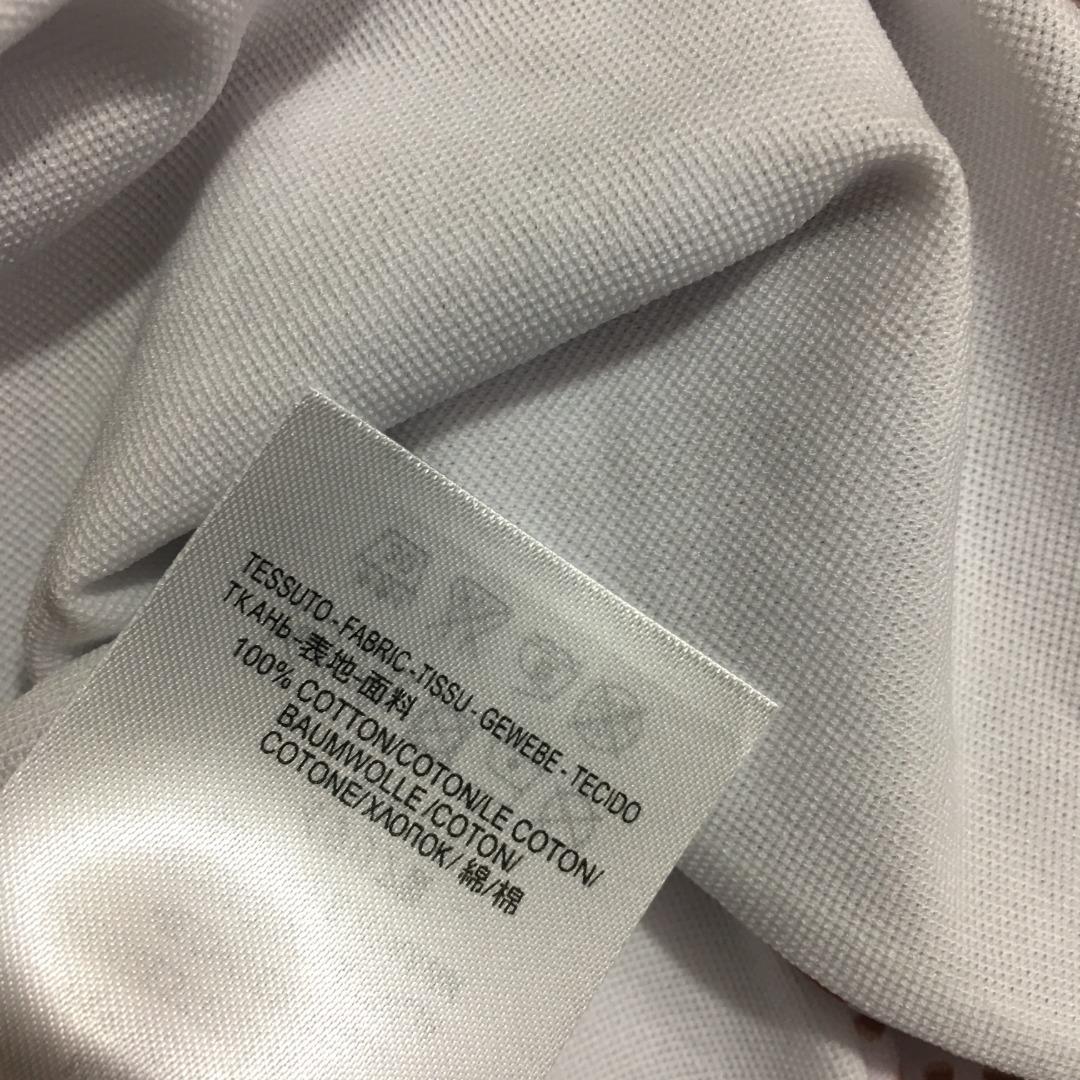 TESSUTO-FABRIC-TISSU-GEWEBE-TECIDO
TKAHb-表地-面料
100% COTTON/COTON/LE COTON/
BAUMWOLLE /COTON/
COTONE/ХЛОПОК/ 綿/棉